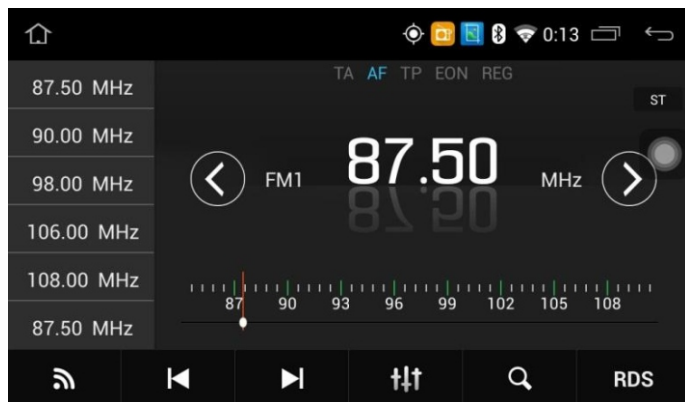 0:13
TA AF TP EON REG
ST
87.50 MHz
90.00 MHz
98.00 MHz
106.00 MHz
108.00 MHz
87.50 MHz
FM1 87.50 MHz
87 90 93 96 99 102 105 108
RDS